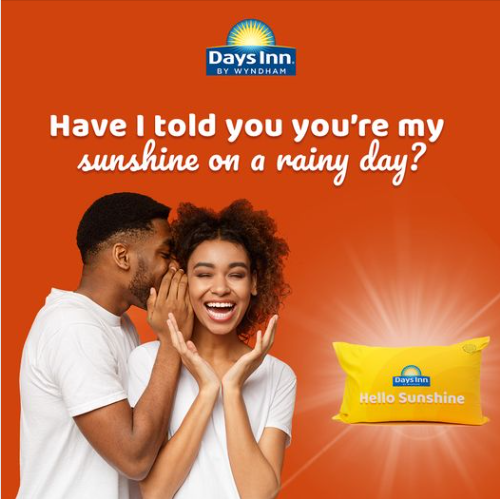 Days Inn.
BY WYNDHAM
Have I told you you're my
sunshine on a rainy day?
Days Inn
Hello Sunshine